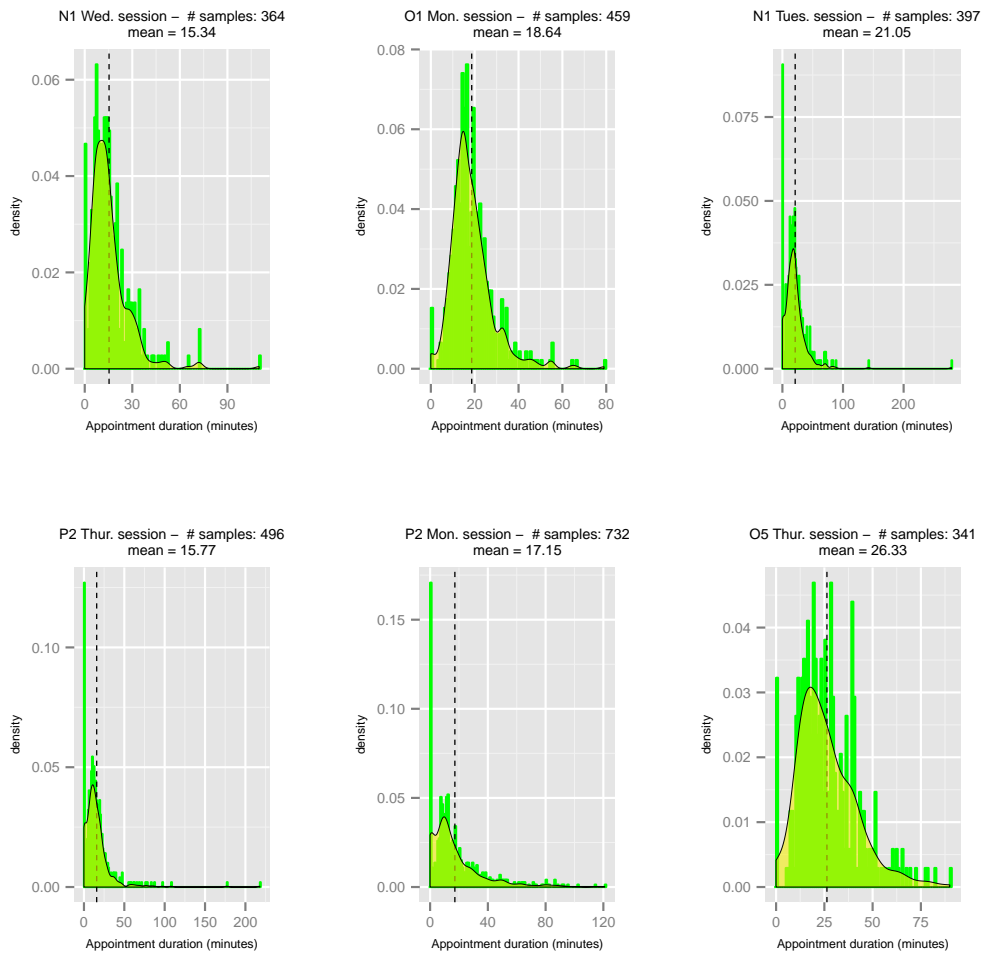 N1 Wed. session – # samples: 364
mean = 15.34
0.06
0.04
0.02
0.00
density
0 30 60 90
Appointment duration (minutes)
O1 Mon. session – # samples: 459
mean = 18.64
0.08
0.06
0.04
0.02
0.00
density
0 20 40 60 80
Appointment duration (minutes)
N1 Tues. session – # samples: 397
mean = 21.05
0.075
0.050
0.025
0.000
density
0 100 200
Appointment duration (minutes)
P2 Thur. session – # samples: 496
mean = 15.77
0.10
0.05
0.00
density
0 50 100 150 200
Appointment duration (minutes)
P2 Mon. session – # samples: 732
mean = 17.15
0.15
0.10
0.05
0.00
density
0 40 80 120
Appointment duration (minutes)
O5 Thur. session – # samples: 341
mean = 26.33
0.04
0.03
0.02
0.01
0.00
density
0 25 50 75
Appointment duration (minutes)